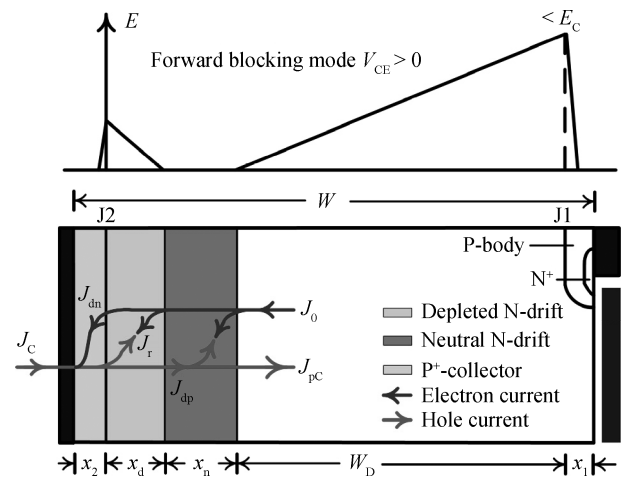 E
< E_C
Forward blocking mode V_CE > 0
W
J2
J1
P-body
N+
J_dn
J_0
Depleted N-drift
J_C
J_r
Neutral N-drift
J_pC
P+-collector
J_dp
Electron current
Hole current
x_2
x_d
x_n
W_D
x_1